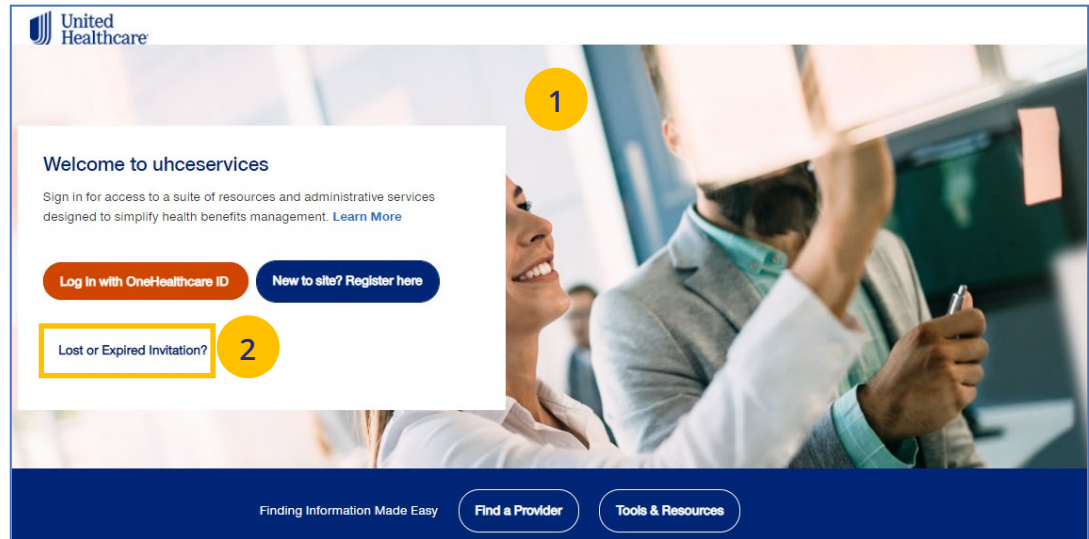 United
Healthcare
1
Welcome to uhceservices
Sign in for access to a suite of resources and administrative services
designed to simplify health benefits management. Learn More
Log In with OneHealthcare ID
New to site? Register here
Lost or Expired Invitation?
2
Finding Information Made Easy
Find a Provider
Tools & Resources